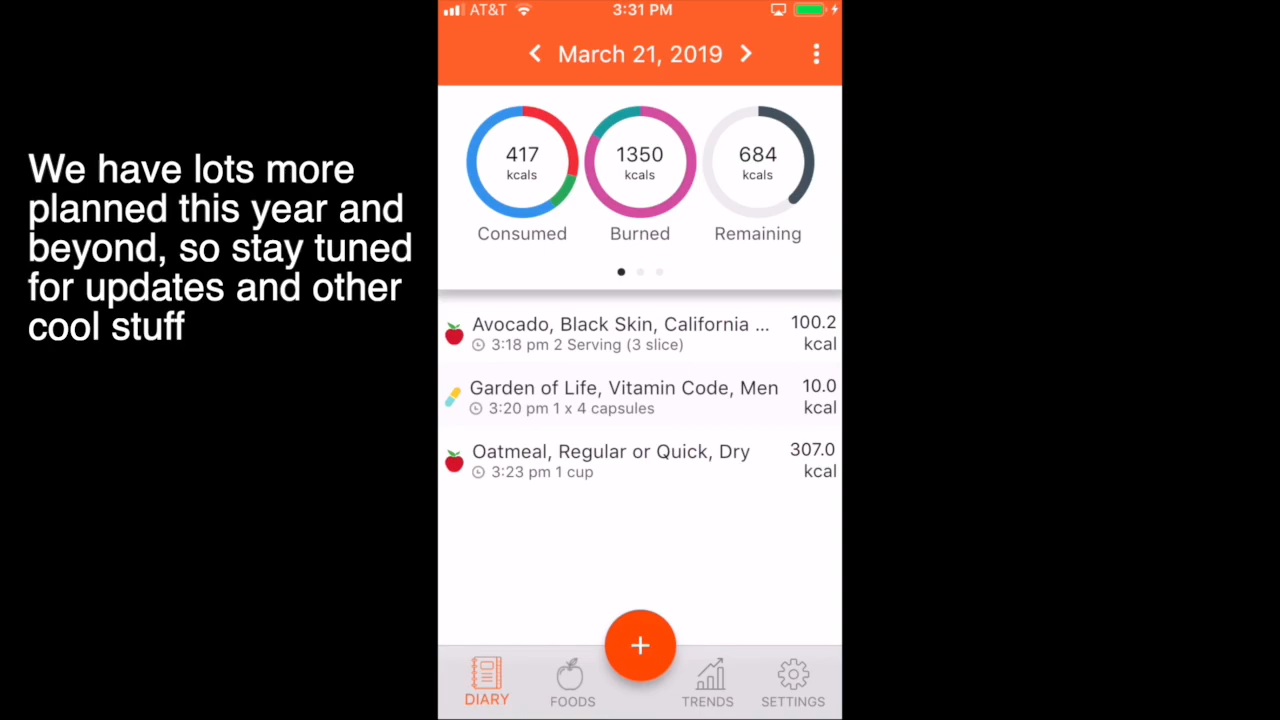 We have lots more
planned this year and
beyond, so stay tuned
for updates and other
cool stuff
AT&T 3:31 PM
March 21, 2019
417 1350 684
kcals kcals kcals
Consumed Burned Remaining
Avocado, Black Skin, California ... 100.2
3:18 pm 2 Serving (3 slice) kcal
Garden of Life, Vitamin Code, Men 10.0
3:20 pm 1 x 4 capsules kcal
Oatmeal, Regular or Quick, Dry 307.0
3:23 pm 1 cup kcal
+
DIARY FOODS TRENDS SETTINGS